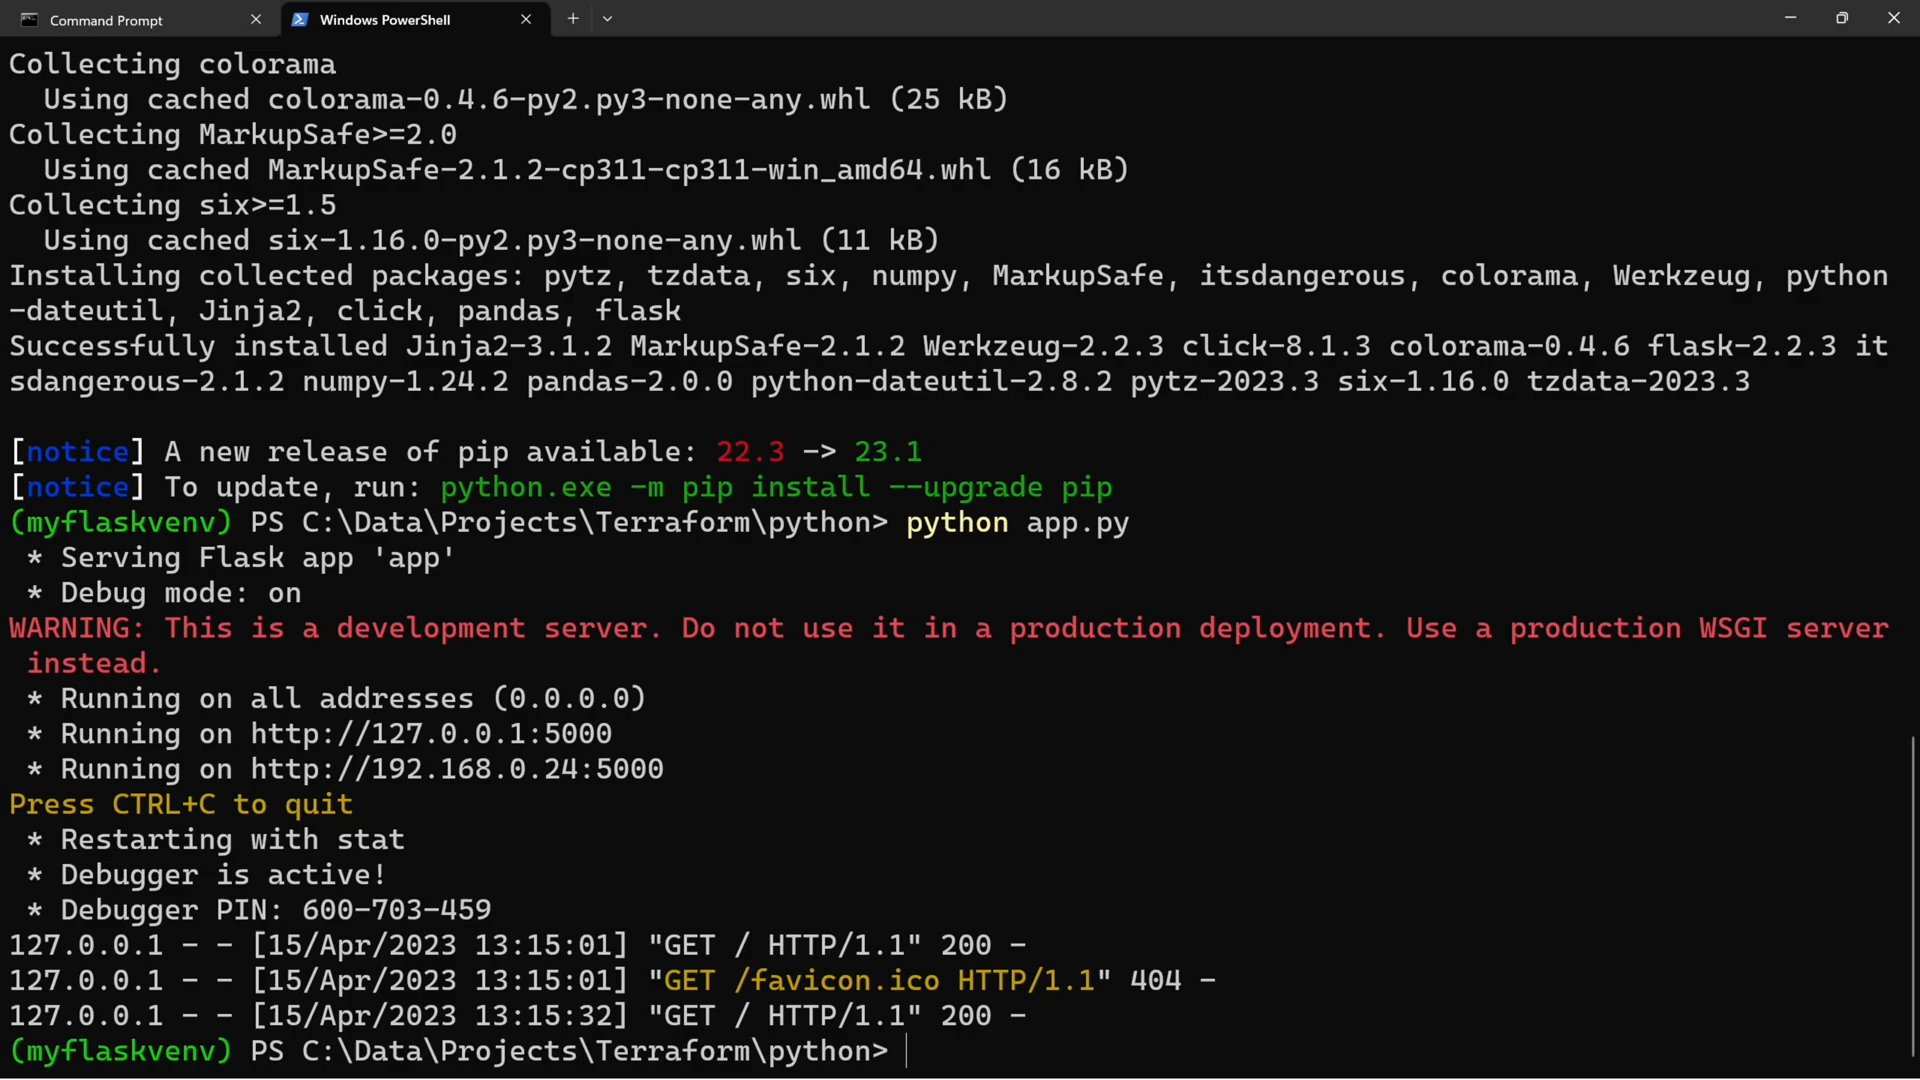 Command Prompt
Windows PowerShell
Collecting colorama
  Using cached colorama-0.4.6-py2.py3-none-any.whl (25 kB)
Collecting MarkupSafe>=2.0
  Using cached MarkupSafe-2.1.2-cp311-cp311-win_amd64.whl (16 kB)
Collecting six>=1.5
  Using cached six-1.16.0-py2.py3-none-any.whl (11 kB)
Installing collected packages: pytz, tzdata, six, numpy, MarkupSafe, itsdangerous, colorama, Werkzeug, python
-dateutil, Jinja2, click, pandas, flask
Successfully installed Jinja2-3.1.2 MarkupSafe-2.1.2 Werkzeug-2.2.3 click-8.1.3 colorama-0.4.6 flask-2.2.3 it
sdangerous-2.1.2 numpy-1.24.2 pandas-2.0.0 python-dateutil-2.8.2 pytz-2023.3 six-1.16.0 tzdata-2023.3
[notice] A new release of pip available: 22.3 -> 23.1
[notice] To update, run: python.exe -m pip install --upgrade pip
(myflaskvenv) PS C:\Data\Projects\Terraform\python> python app.py
 * Serving Flask app 'app'
 * Debug mode: on
WARNING: This is a development server. Do not use it in a production deployment. Use a production WSGI server
 instead.
 * Running on all addresses (0.0.0.0)
 * Running on http://127.0.0.1:5000
 * Running on http://192.168.0.24:5000
Press CTRL+C to quit
 * Restarting with stat
 * Debugger is active!
 * Debugger PIN: 600-703-459
127.0.0.1 - - [15/Apr/2023 13:15:01] "GET / HTTP/1.1" 200 -
127.0.0.1 - - [15/Apr/2023 13:15:01] "GET /favicon.ico HTTP/1.1" 404 -
127.0.0.1 - - [15/Apr/2023 13:15:32] "GET / HTTP/1.1" 200 -
(myflaskvenv) PS C:\Data\Projects\Terraform\python>